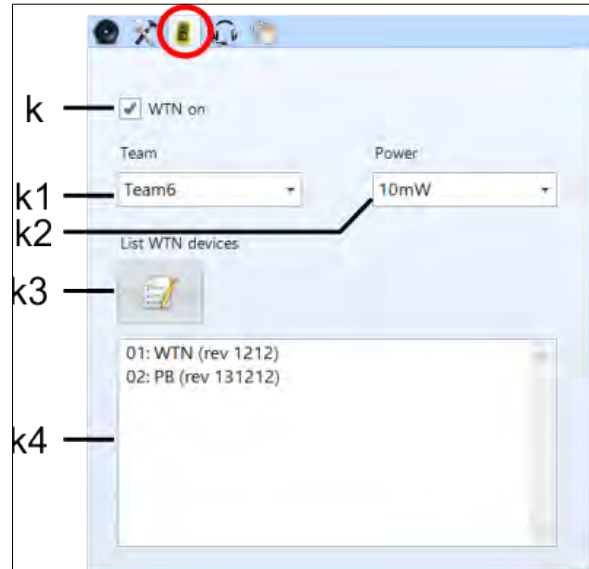 k
WTN on
Team
Power
k1
Team6
10mW
k2
List WTN devices
k3
01: WTN (rev 1212)
02: PB (rev 131212)
k4